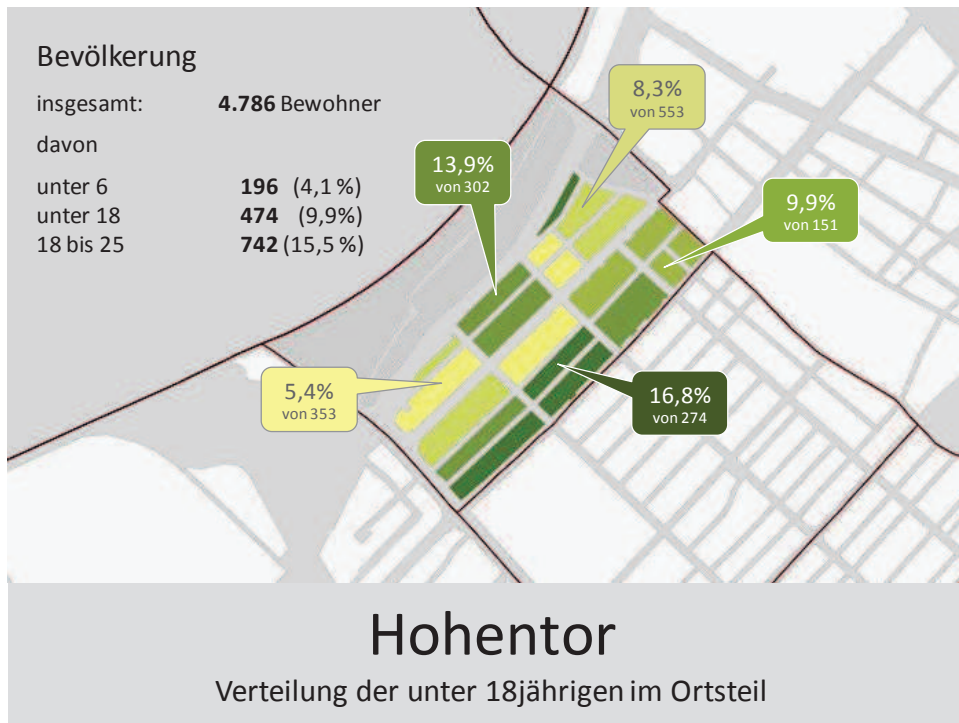 Bevölkerung
insgesamt: 4.786 Bewohner
davon
unter 6 196 (4,1 %)
unter 18 474 (9,9%)
18 bis 25 742 (15,5 %)
8,3%
von 553
13,9%
von 302
9,9%
von 151
5,4%
von 353
16,8%
von 274
Hohentor
Verteilung der unter 18jährigen im Ortsteil